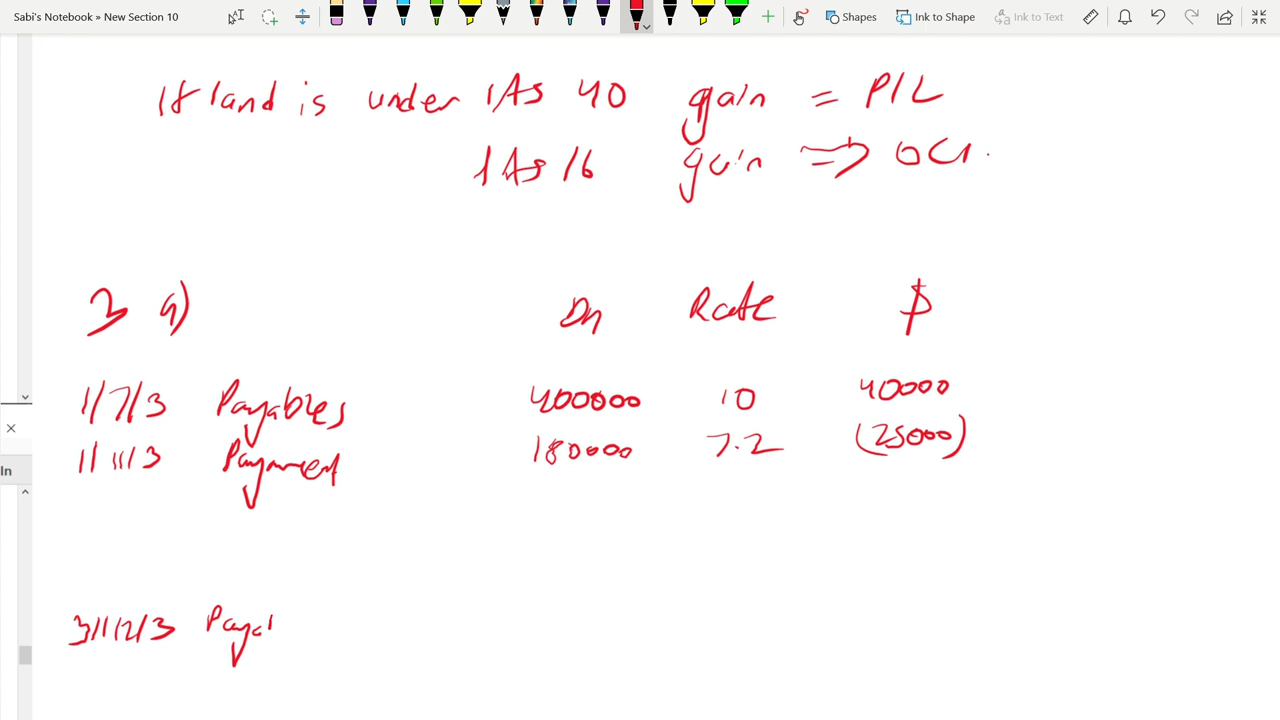 Sabi's Notebook » New Section 10
Shapes
Ink to Shape
Ink to Text
If land is under IAS 40 gain = P/L
IAS 16 gain => OCI.
3 a) Dn Rate $
1/7/3 Payables 400000 10 40000
1/11/3 Payment 180000 7.2 (25000)
In
31/12/3 Paya